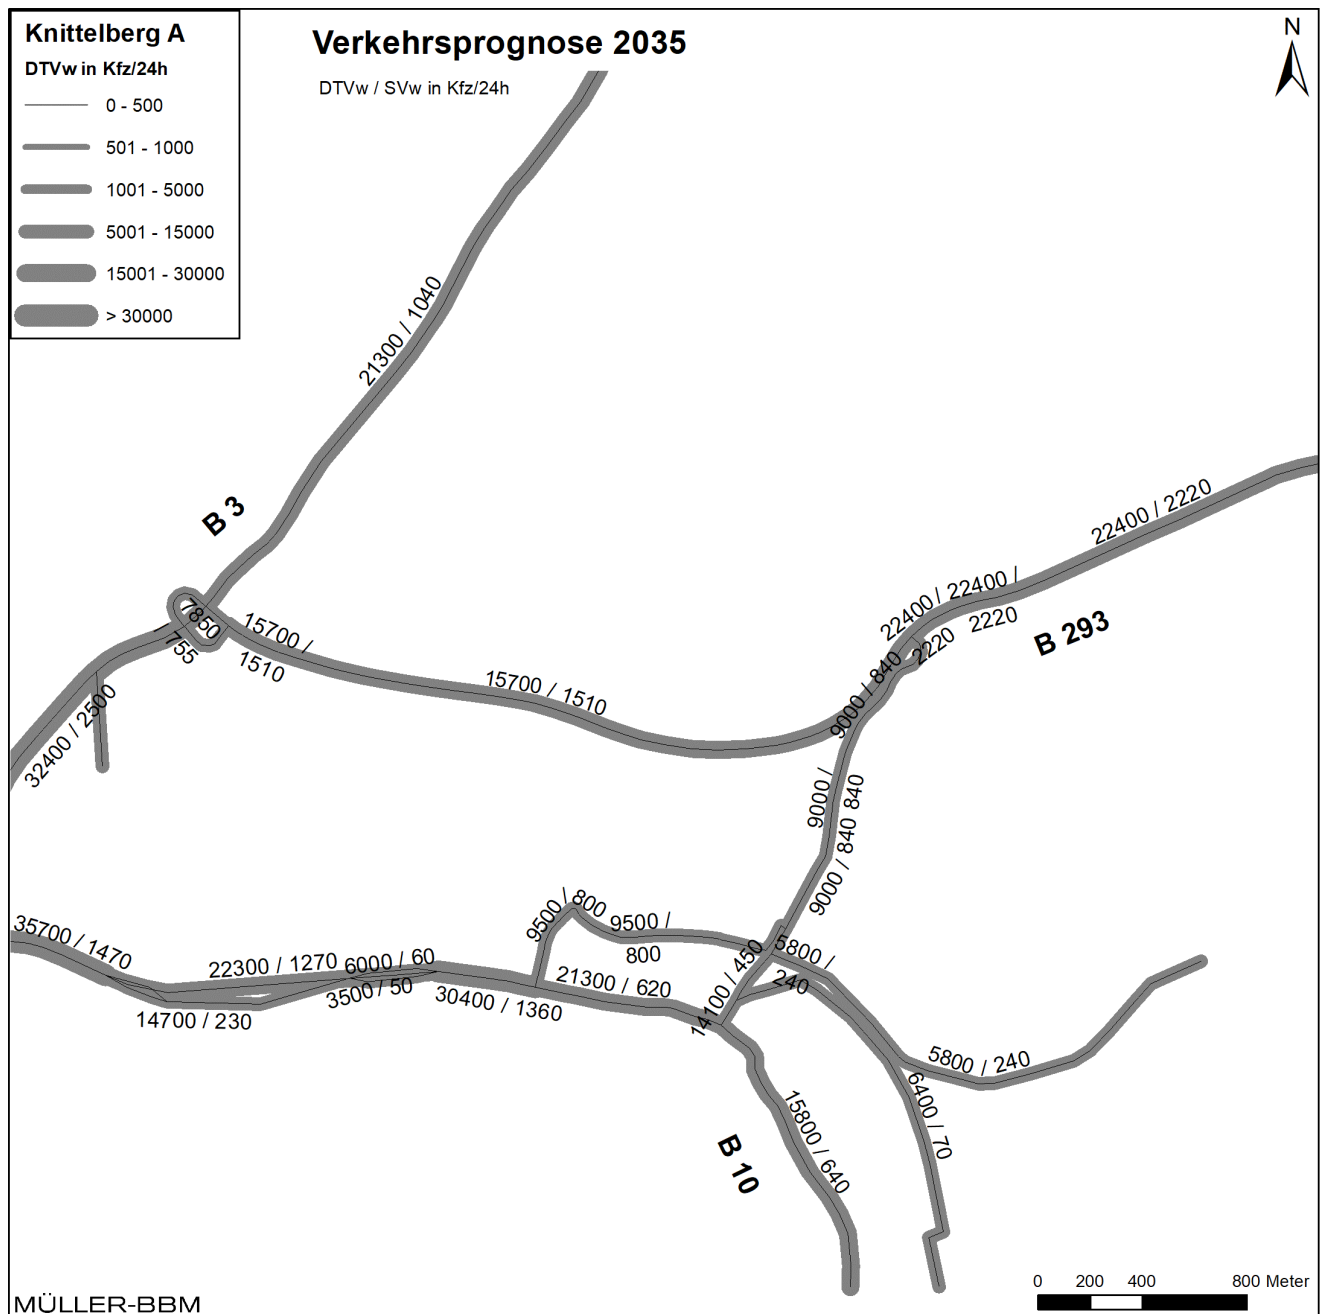 Knittelberg A
DTVw in Kfz/24h
0 - 500
501 - 1000
1001 - 5000
5001 - 15000
15001 - 30000
> 30000
Verkehrsprognose 2035
DTVw / SVw in Kfz/24h
N
21300 / 1040
B 3
22400 / 2220
22400 /
2220
22400 /
2220
B 293
7850
755
15700 /
1510
15700 / 1510
9000 / 840
32400 / 2500
9000 /
840
9000 / 840
9500 / 800
9500 /
800
5800 /
240
35700 / 1470
22300 / 1270
6000 / 60
3500 / 50
14700 / 230
30400 / 1360
21300 / 620
14100 / 450
5800 / 240
6400 / 70
15800 / 640
B 10
0 200 400 800 Meter
MÜLLER-BBM